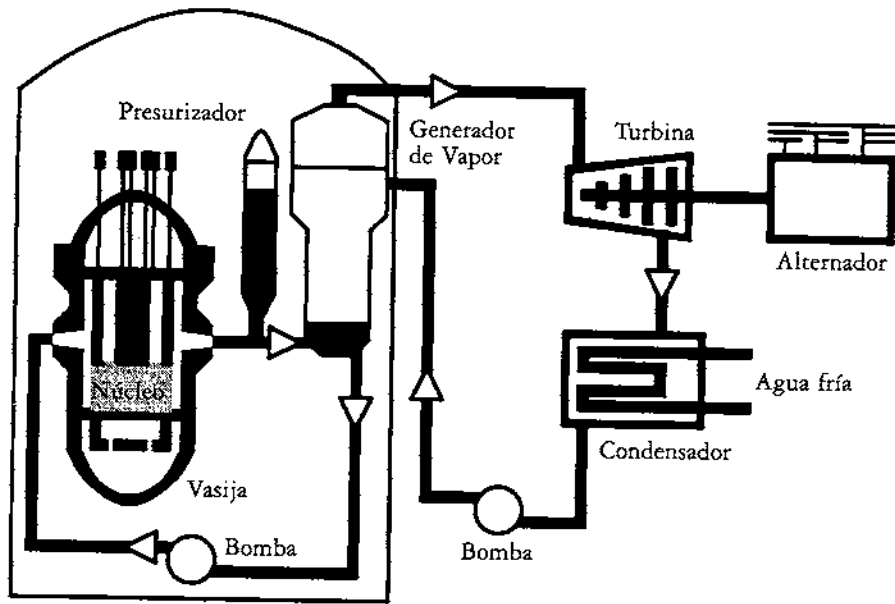 Presurizador
Generador
de Vapor
Turbina
Alternador
Núcleo
Agua fría
Condensador
Vasija
Bomba
Bomba